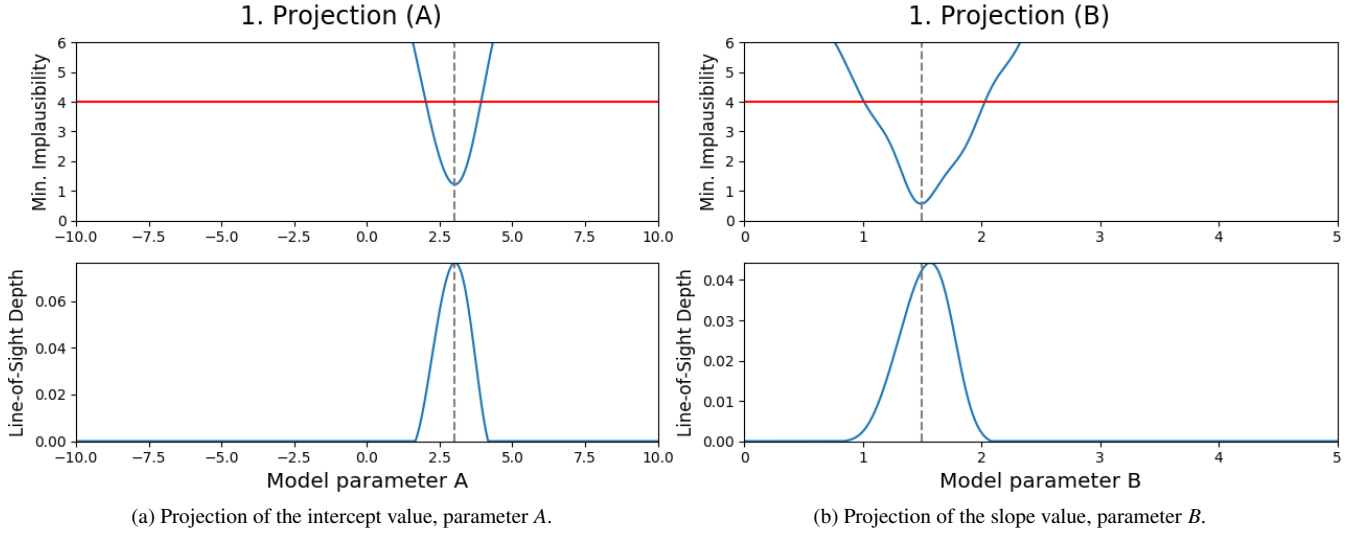 1. Projection (A)
6
5
4
3
2
1
0
Min. Implausibility
−10.0 −7.5 −5.0 −2.5 0.0 2.5 5.0 7.5 10.0
0.06
0.04
0.02
0.00
Line-of-Sight Depth
−10.0 −7.5 −5.0 −2.5 0.0 2.5 5.0 7.5 10.0
Model parameter A
(a) Projection of the intercept value, parameter A.
1. Projection (B)
6
5
4
3
2
1
0
Min. Implausibility
0 1 2 3 4 5
0.04
0.03
0.02
0.01
0.00
Line-of-Sight Depth
0 1 2 3 4 5
Model parameter B
(b) Projection of the slope value, parameter B.